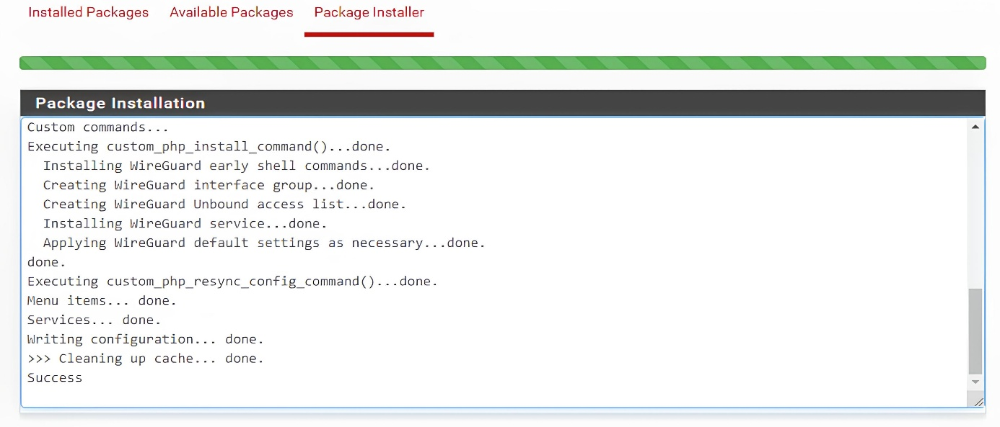 Installed Packages Available Packages Package Installer
Package Installation
Custom commands...
Executing custom_php_install_command()...done.
  Installing WireGuard early shell commands...done.
  Creating WireGuard interface group...done.
  Creating WireGuard Unbound access list...done.
  Installing WireGuard service...done.
  Applying WireGuard default settings as necessary...done.
done.
Executing custom_php_resync_config_command()...done.
Menu items... done.
Services... done.
Writing configuration... done.
>>> Cleaning up cache... done.
Success